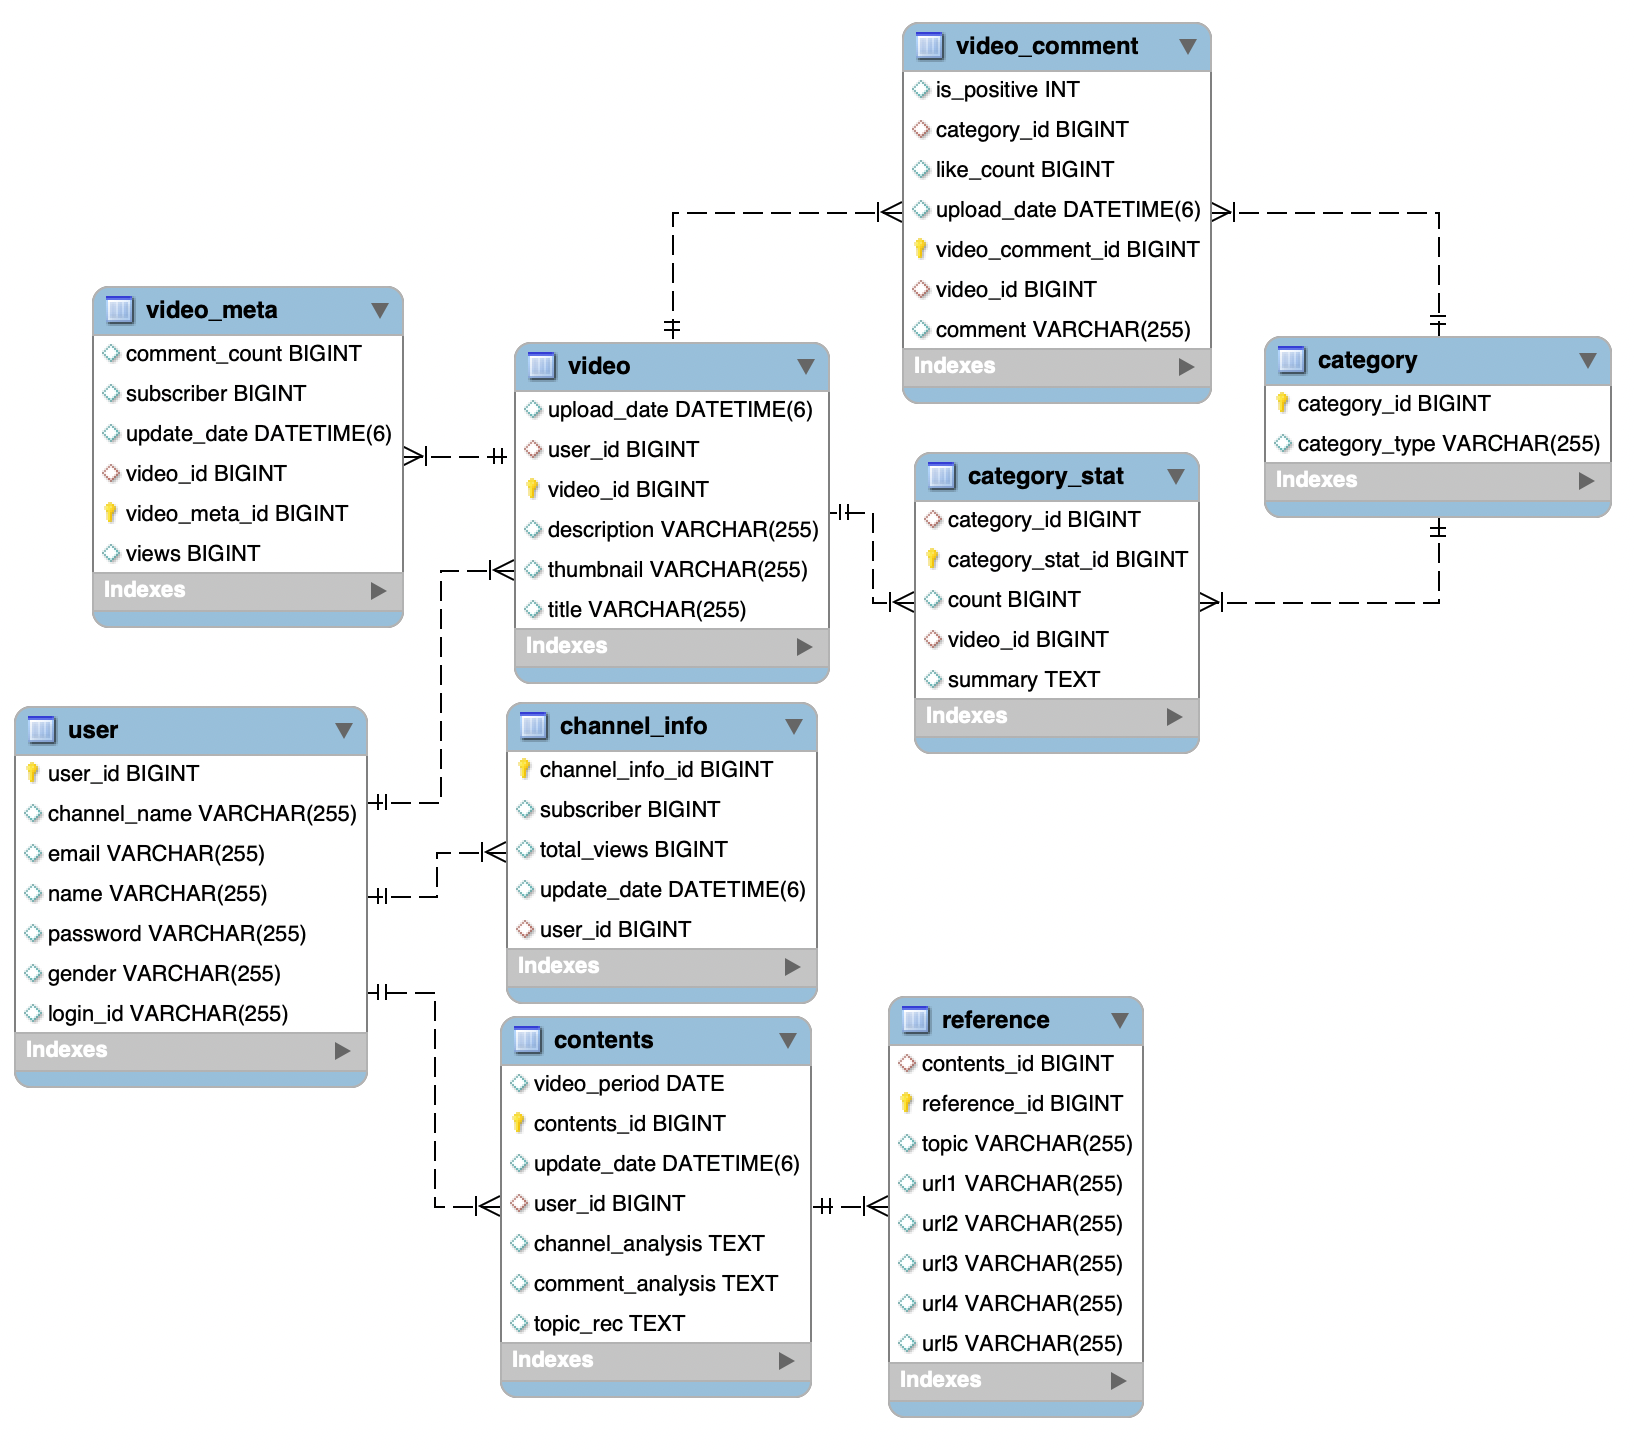 video_comment
is_positive INT
category_id BIGINT
like_count BIGINT
upload_date DATETIME(6)
video_comment_id BIGINT
video_id BIGINT
comment VARCHAR(255)
Indexes
video_meta
comment_count BIGINT
subscriber BIGINT
update_date DATETIME(6)
video_id BIGINT
video_meta_id BIGINT
views BIGINT
Indexes
video
upload_date DATETIME(6)
user_id BIGINT
video_id BIGINT
description VARCHAR(255)
thumbnail VARCHAR(255)
title VARCHAR(255)
Indexes
category
category_id BIGINT
category_type VARCHAR(255)
Indexes
category_stat
category_id BIGINT
category_stat_id BIGINT
count BIGINT
video_id BIGINT
summary TEXT
Indexes
user
user_id BIGINT
channel_name VARCHAR(255)
email VARCHAR(255)
name VARCHAR(255)
password VARCHAR(255)
gender VARCHAR(255)
login_id VARCHAR(255)
Indexes
channel_info
channel_info_id BIGINT
subscriber BIGINT
total_views BIGINT
update_date DATETIME(6)
user_id BIGINT
Indexes
contents
video_period DATE
contents_id BIGINT
update_date DATETIME(6)
user_id BIGINT
channel_analysis TEXT
comment_analysis TEXT
topic_rec TEXT
Indexes
reference
contents_id BIGINT
reference_id BIGINT
topic VARCHAR(255)
url1 VARCHAR(255)
url2 VARCHAR(255)
url3 VARCHAR(255)
url4 VARCHAR(255)
url5 VARCHAR(255)
Indexes